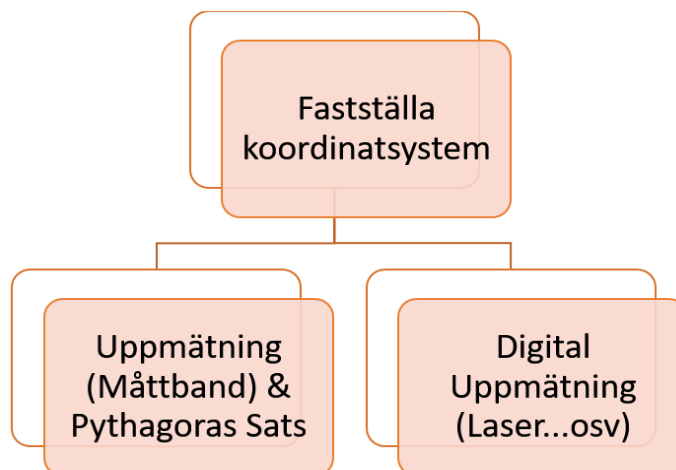 Fastställa
koordinatsystem
Uppmätning
(Måttband) &
Pythagoras Sats
Digital
Uppmätning
(Laser...osv)